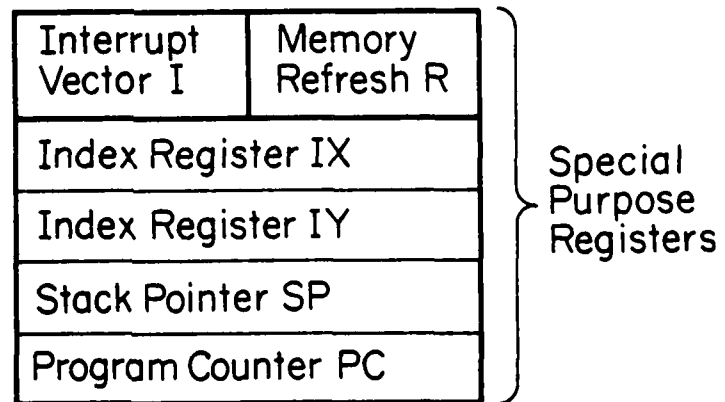 Interrupt
Vector I
Memory
Refresh R
Index Register IX
Index Register IY
Stack Pointer SP
Program Counter PC
Special
Purpose
Registers